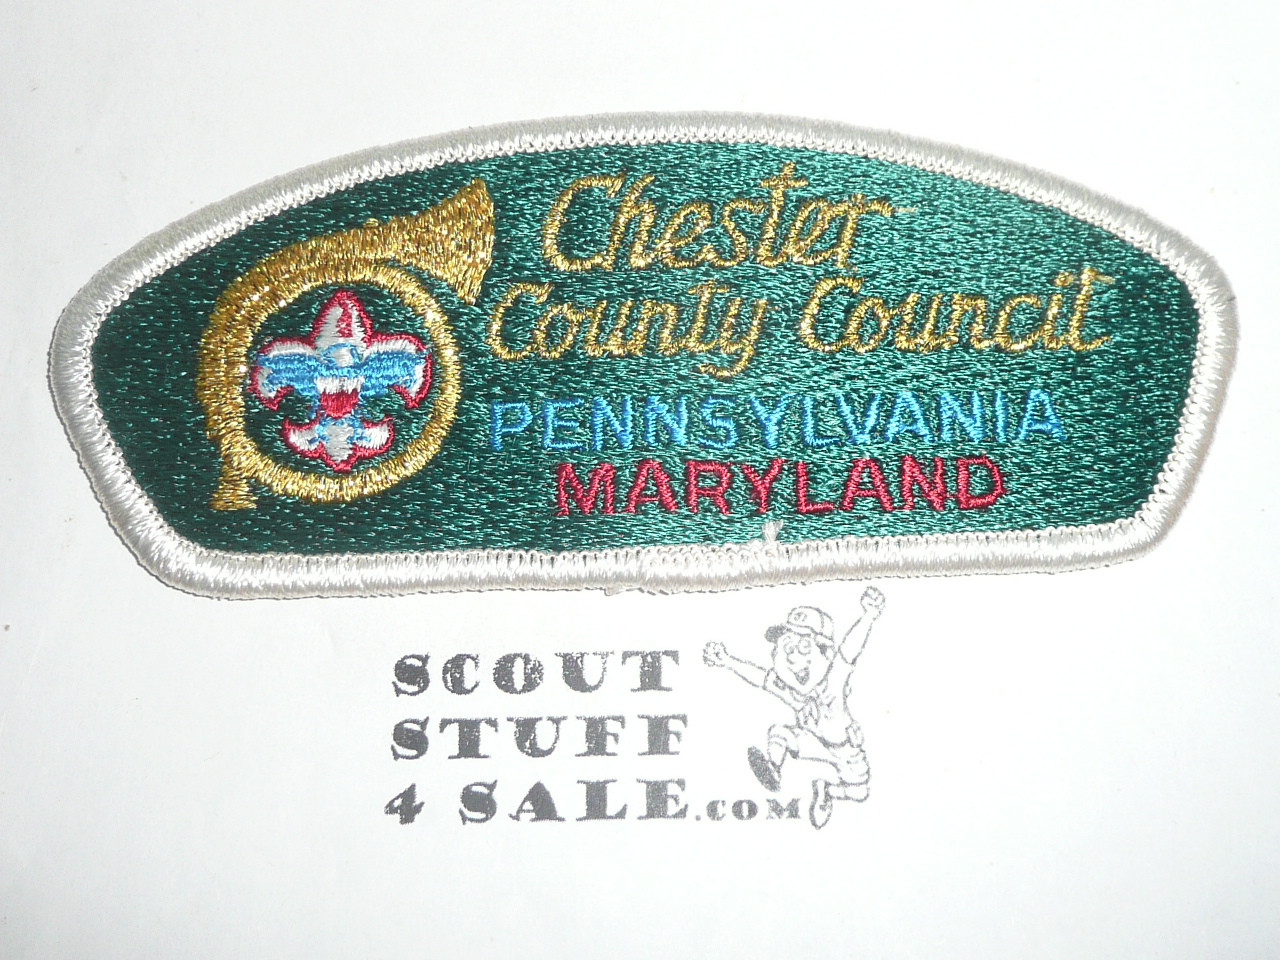 Chester
County Council
PENNSYLVANIA
MARYLAND
SCOUT
STUFF
4 SALE.COM